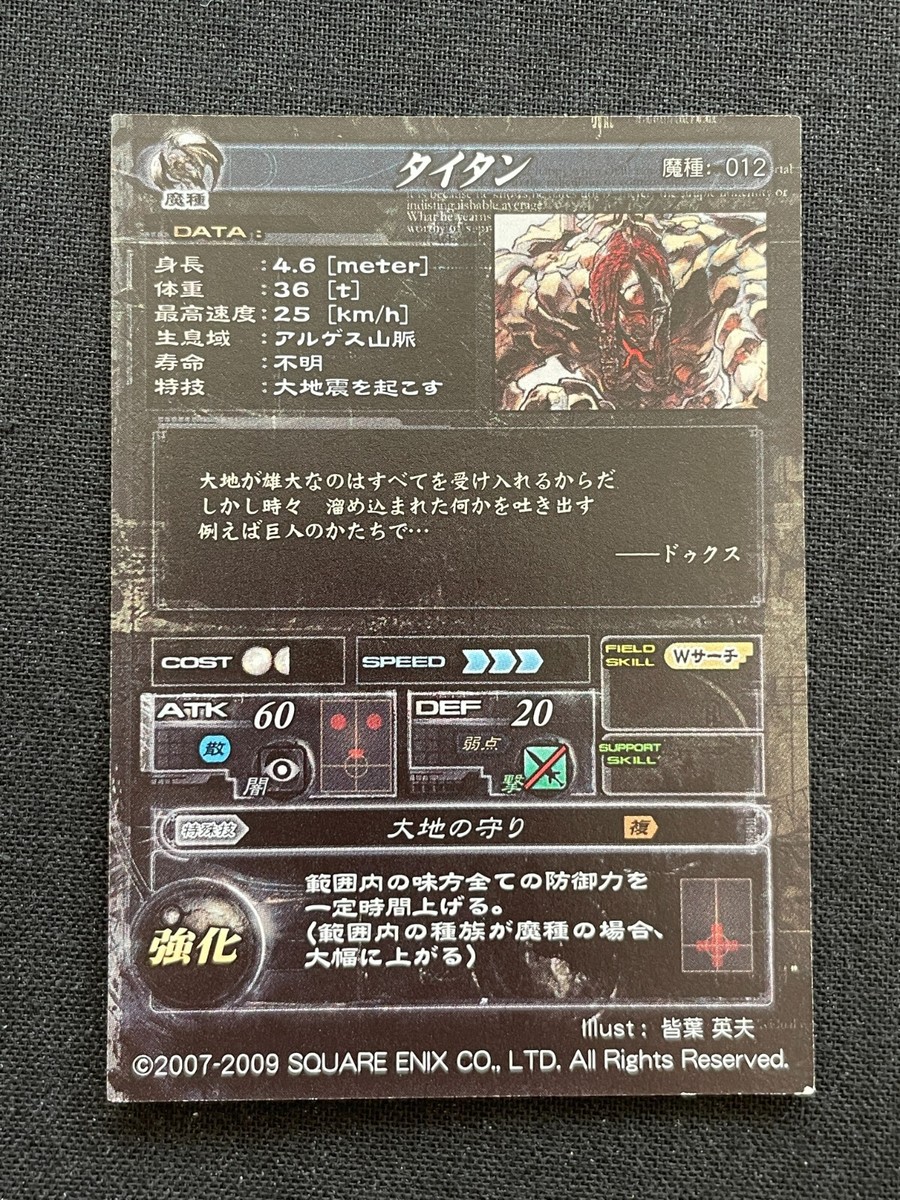 タイタン
魔種：012
魔種
indistinguishable average
What he yearns
DATA：
身長　：4.6 [meter]
体重　：36 [t]
最高速度：25 [km/h]
生息域　：アルゲス山脈
寿命　：不明
特技　：大地震を起こす
大地が雄大なのはすべてを受け入れるからだ
しかし時々　溜め込まれた何かを吐き出す
例えば巨人のかたちで…
――ドゥクス
COST
SPEED
FIELD SKILL
Wサーチ
ATK 60
散
闇
DEF 20
弱点
撃
SUPPORT SKILL
特殊技
大地の守り
複
強化
範囲内の味方全ての防御力を
一定時間上げる。
（範囲内の種族が魔種の場合、
大幅に上がる）
Illust：皆葉 英夫
©2007-2009 SQUARE ENIX CO., LTD. All Rights Reserved.